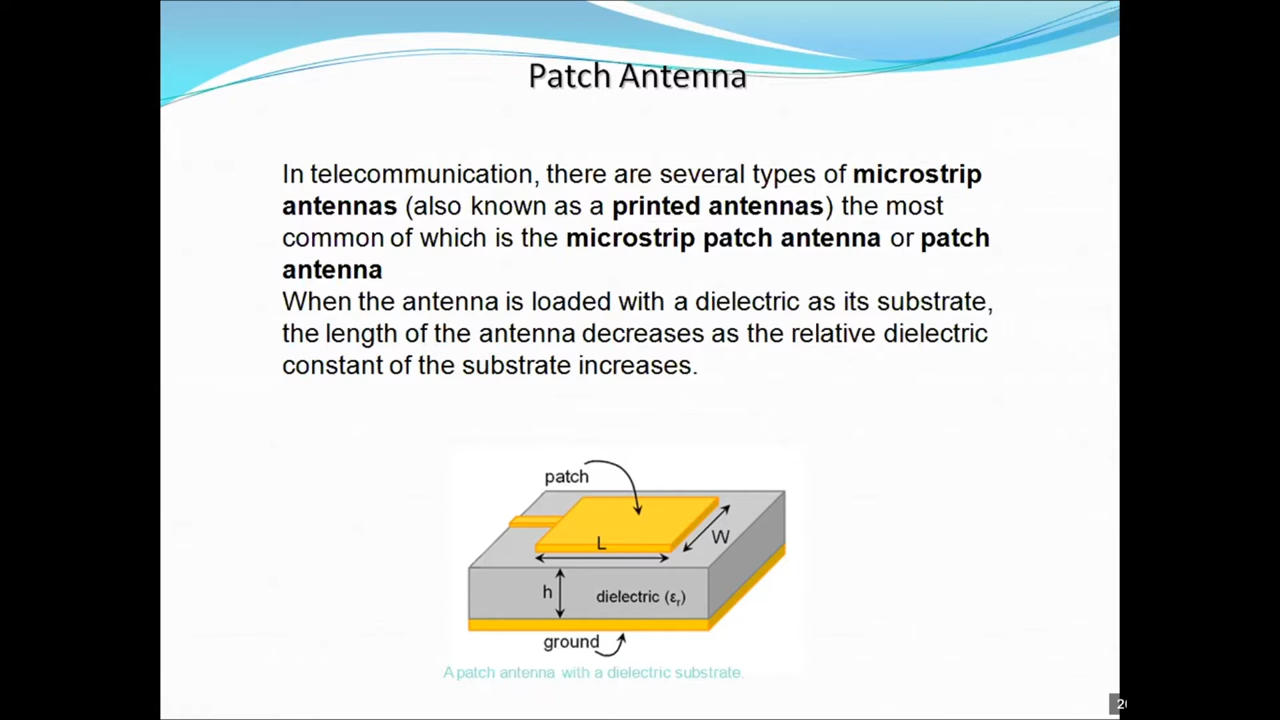 Patch Antenna
In telecommunication, there are several types of microstrip
antennas (also known as a printed antennas) the most
common of which is the microstrip patch antenna or patch
antenna
When the antenna is loaded with a dielectric as its substrate,
the length of the antenna decreases as the relative dielectric
constant of the substrate increases.
patch
L
W
h
dielectric (εr)
ground
A patch antenna with a dielectric substrate.